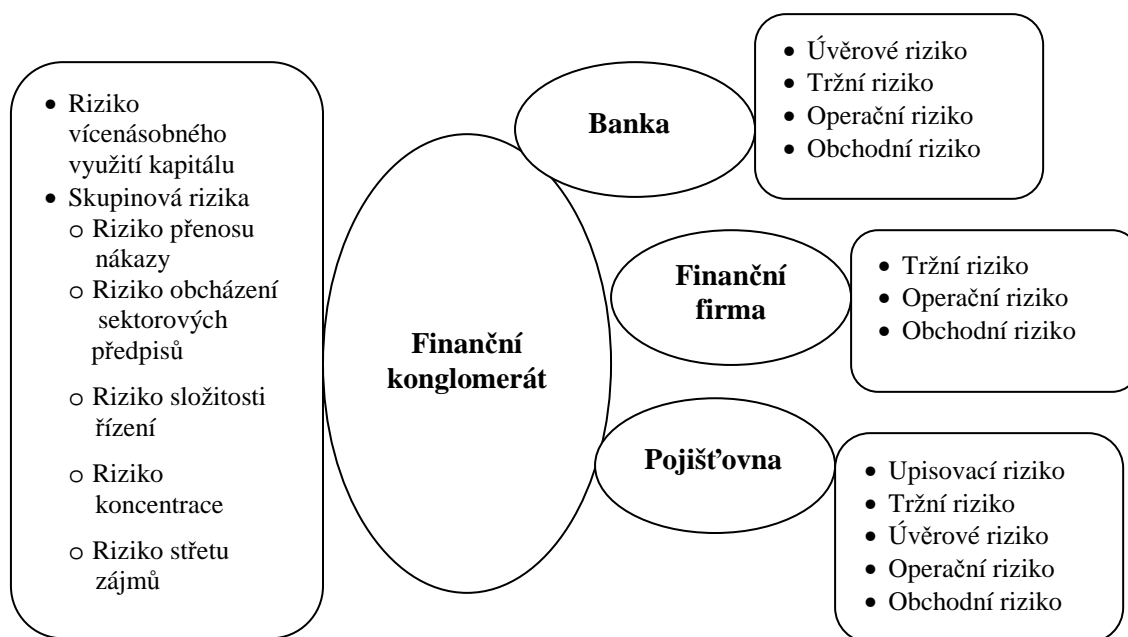 • Riziko
vícenásobného
využití kapitálu
• Skupinová rizika
o Riziko přenosu
nákazy
o Riziko obcházení
sektorových
předpisů
o Riziko složitosti
řízení
o Riziko
koncentrace
o Riziko střetu
zájmů
Finanční
konglomerát
Banka
• Úvěrové riziko
• Tržní riziko
• Operační riziko
• Obchodní riziko
Finanční
firma
• Tržní riziko
• Operační riziko
• Obchodní riziko
Pojišťovna
• Upisovací riziko
• Tržní riziko
• Úvěrové riziko
• Operační riziko
• Obchodní riziko